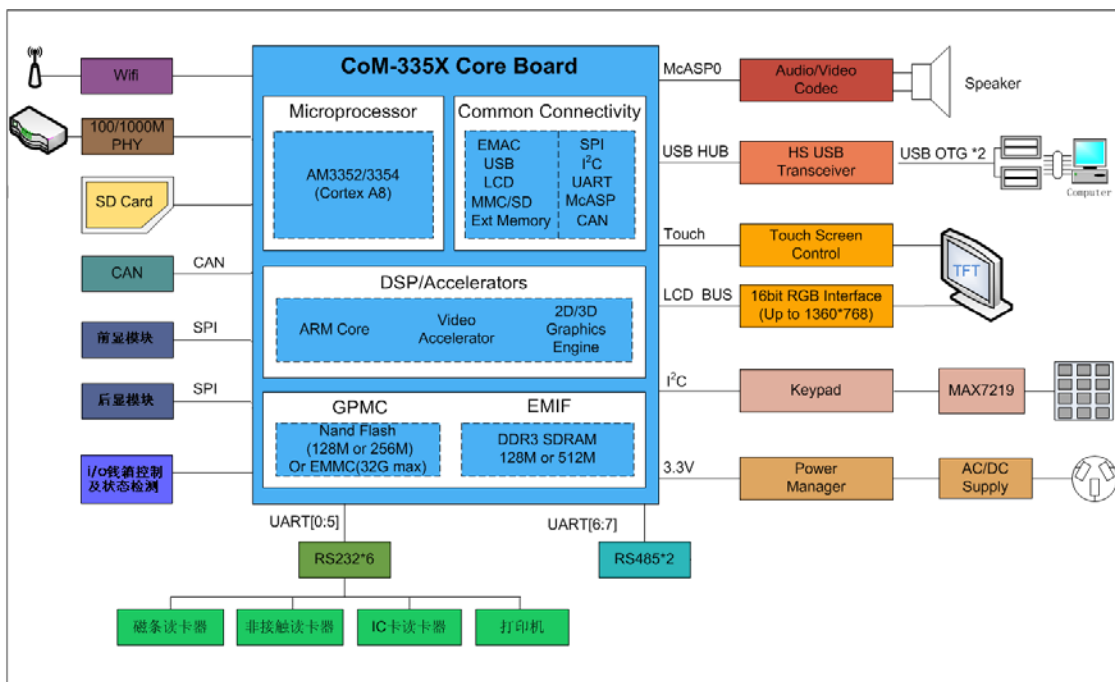 CoM-335X Core Board
Wifi
100/1000M
PHY
SD Card
CAN
CAN
前显模块
SPI
后显模块
SPI
i/o钱箱控制
及状态检测
Microprocessor
AM3352/3354
(Cortex A8)
Common Connectivity
EMAC
USB
LCD
MMC/SD
Ext Memory
SPI
I²C
UART
McASP
CAN
DSP/Accelerators
ARM Core
Video
Accelerator
2D/3D
Graphics
Engine
GPMC
Nand Flash
(128M or 256M)
Or EMMC(32G max)
EMIF
DDR3 SDRAM
128M or 512M
McASP0
Audio/Video
Codec
Speaker
USB HUB
HS USB
Transceiver
USB OTG *2
Computer
Touch
Touch Screen
Control
TFT
LCD BUS
16bit RGB Interface
(Up to 1360*768)
I²C
Keypad
MAX7219
3.3V
Power
Manager
AC/DC
Supply
UART[0:5]
UART[6:7]
RS232*6
RS485*2
磁条读卡器
非接触读卡器
IC卡读卡器
打印机